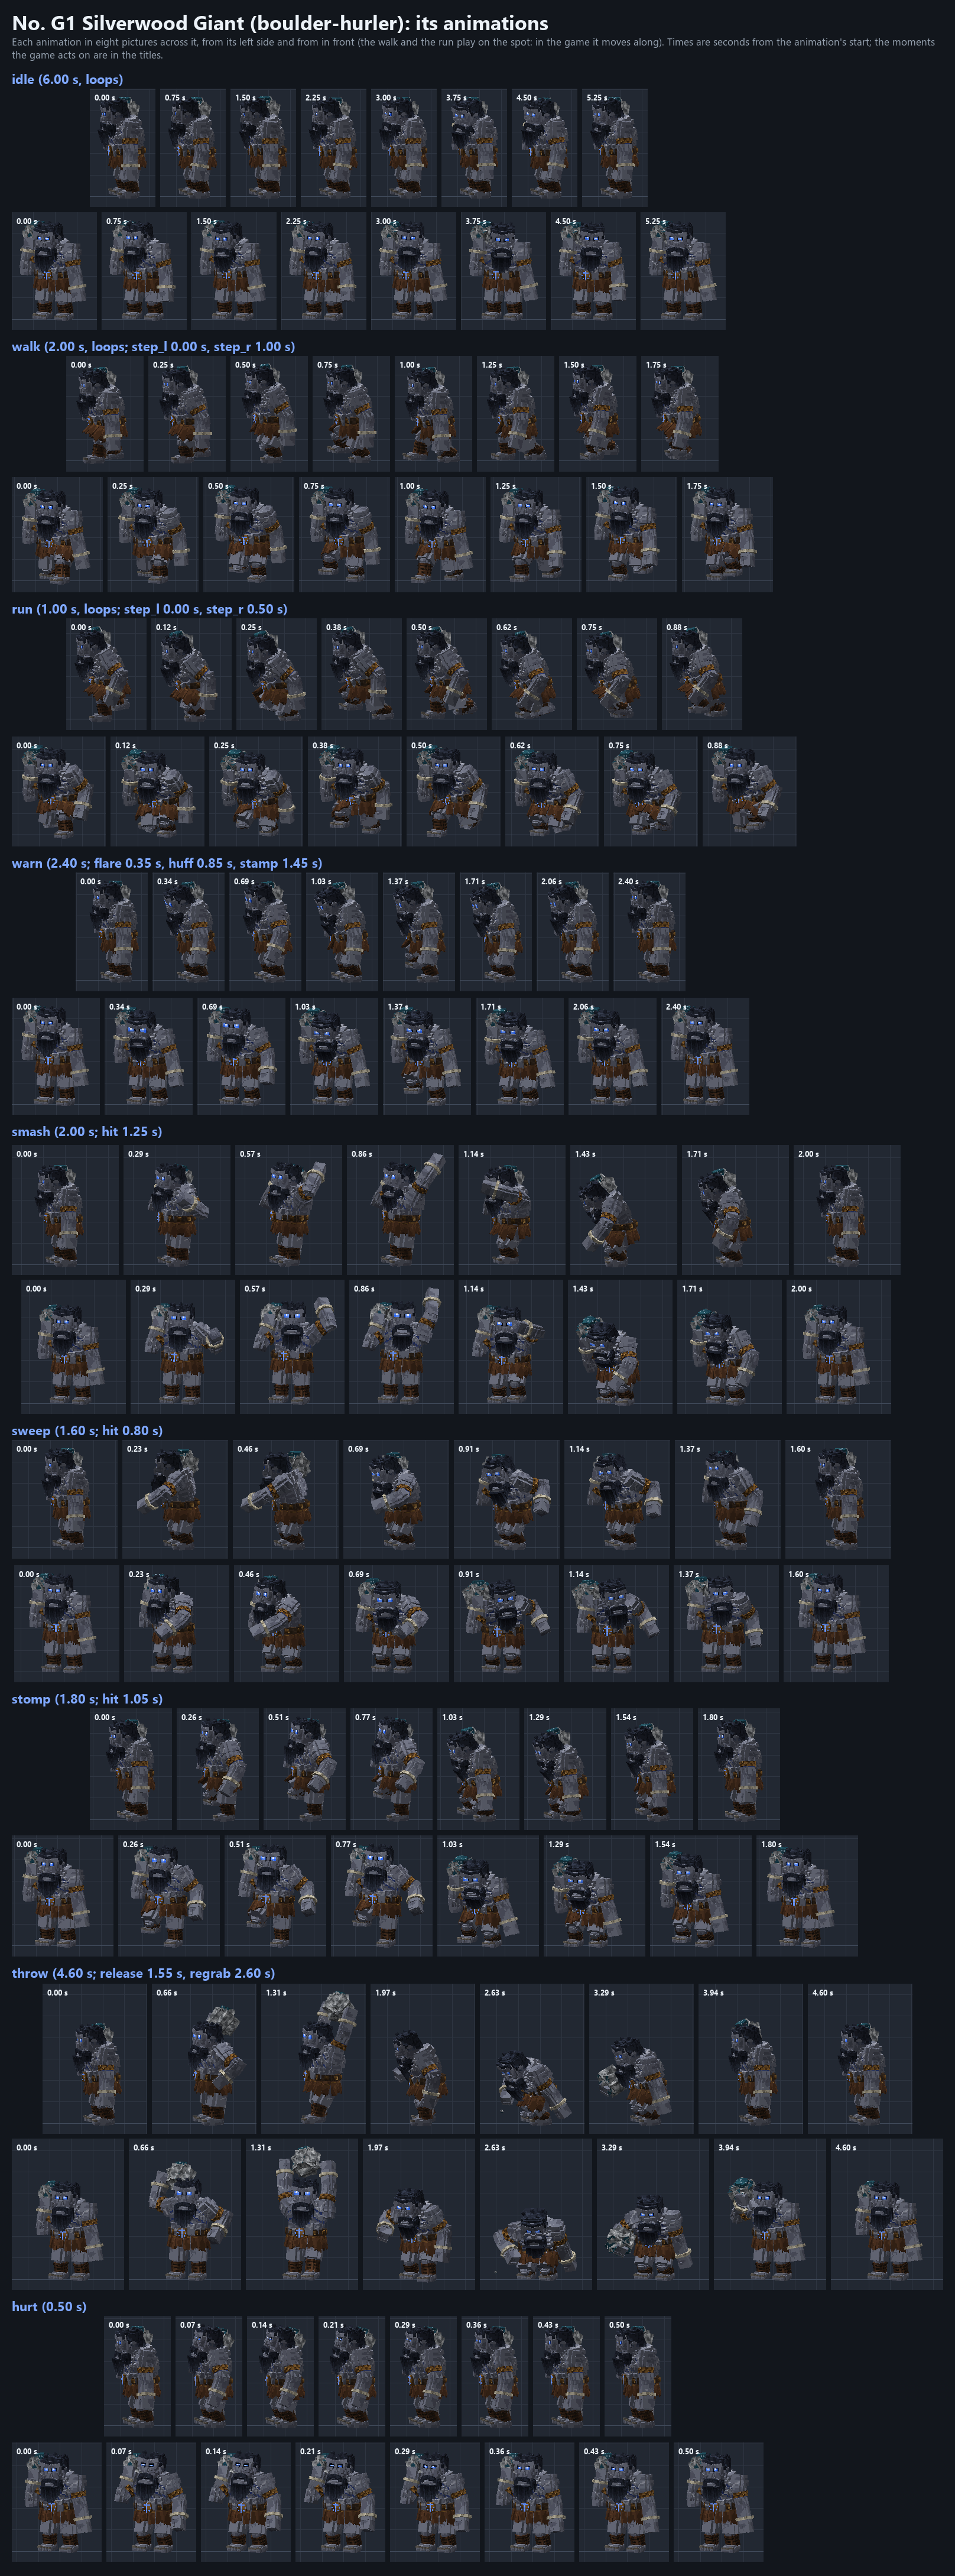 No. G1 Silverwood Giant (boulder-hurler): its animations
Each animation in eight pictures across it, from its left side and from in front (the walk and the run play on the spot: in the game it moves along). Times are seconds from the animation's start; the moments
the game acts on are in the titles.
idle (6.00 s, loops)
0.00 s 0.75 s 1.50 s 2.25 s 3.00 s 3.75 s 4.50 s 5.25 s
0.00 s 0.75 s 1.50 s 2.25 s 3.00 s 3.75 s 4.50 s 5.25 s
walk (2.00 s, loops; step_l 0.00 s, step_r 1.00 s)
0.00 s 0.25 s 0.50 s 0.75 s 1.00 s 1.25 s 1.50 s 1.75 s
0.00 s 0.25 s 0.50 s 0.75 s 1.00 s 1.25 s 1.50 s 1.75 s
run (1.00 s, loops; step_l 0.00 s, step_r 0.50 s)
0.00 s 0.12 s 0.25 s 0.38 s 0.50 s 0.62 s 0.75 s 0.88 s
0.00 s 0.12 s 0.25 s 0.38 s 0.50 s 0.62 s 0.75 s 0.88 s
warn (2.40 s; flare 0.35 s, huff 0.85 s, stamp 1.45 s)
0.00 s 0.34 s 0.69 s 1.03 s 1.37 s 1.71 s 2.06 s 2.40 s
0.00 s 0.34 s 0.69 s 1.03 s 1.37 s 1.71 s 2.06 s 2.40 s
smash (2.00 s; hit 1.25 s)
0.00 s 0.29 s 0.57 s 0.86 s 1.14 s 1.43 s 1.71 s 2.00 s
0.00 s 0.29 s 0.57 s 0.86 s 1.14 s 1.43 s 1.71 s 2.00 s
sweep (1.60 s; hit 0.80 s)
0.00 s 0.23 s 0.46 s 0.69 s 0.91 s 1.14 s 1.37 s 1.60 s
0.00 s 0.23 s 0.46 s 0.69 s 0.91 s 1.14 s 1.37 s 1.60 s
stomp (1.80 s; hit 1.05 s)
0.00 s 0.26 s 0.51 s 0.77 s 1.03 s 1.29 s 1.54 s 1.80 s
0.00 s 0.26 s 0.51 s 0.77 s 1.03 s 1.29 s 1.54 s 1.80 s
throw (4.60 s; release 1.55 s, regrab 2.60 s)
0.00 s 0.66 s 1.31 s 1.97 s 2.63 s 3.29 s 3.94 s 4.60 s
0.00 s 0.66 s 1.31 s 1.97 s 2.63 s 3.29 s 3.94 s 4.60 s
hurt (0.50 s)
0.00 s 0.07 s 0.14 s 0.21 s 0.29 s 0.36 s 0.43 s 0.50 s
0.00 s 0.07 s 0.14 s 0.21 s 0.29 s 0.36 s 0.43 s 0.50 s